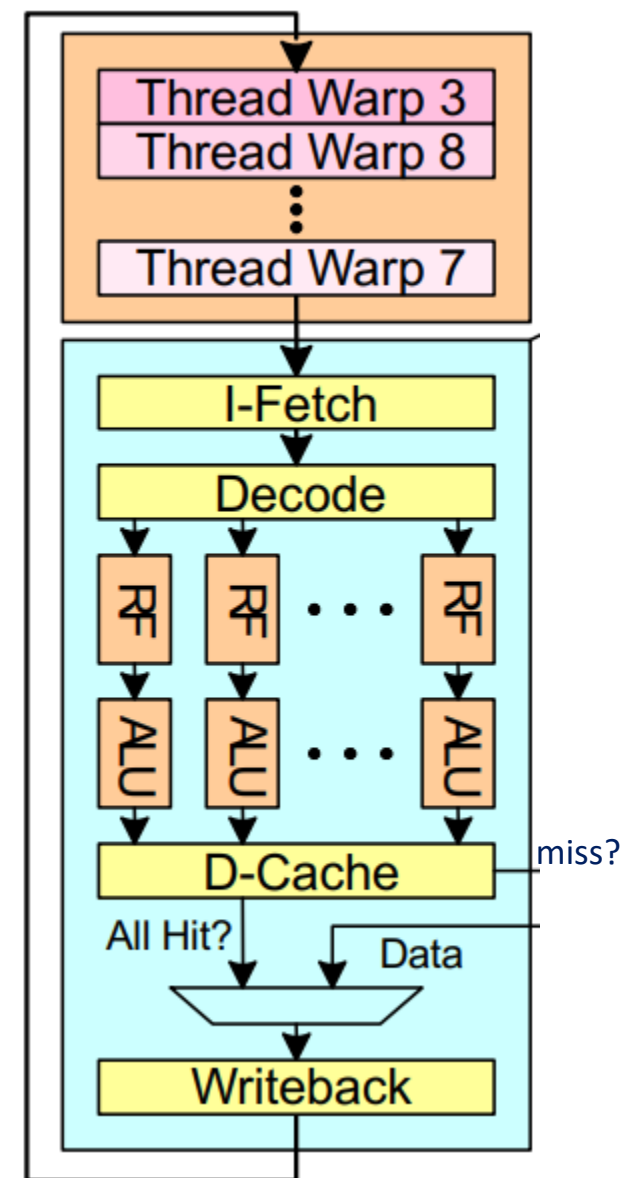 Thread Warp 3
Thread Warp 8
Thread Warp 7
I-Fetch
Decode
RF RF RF
ALU ALU ALU
D-Cache miss?
All Hit? Data
Writeback